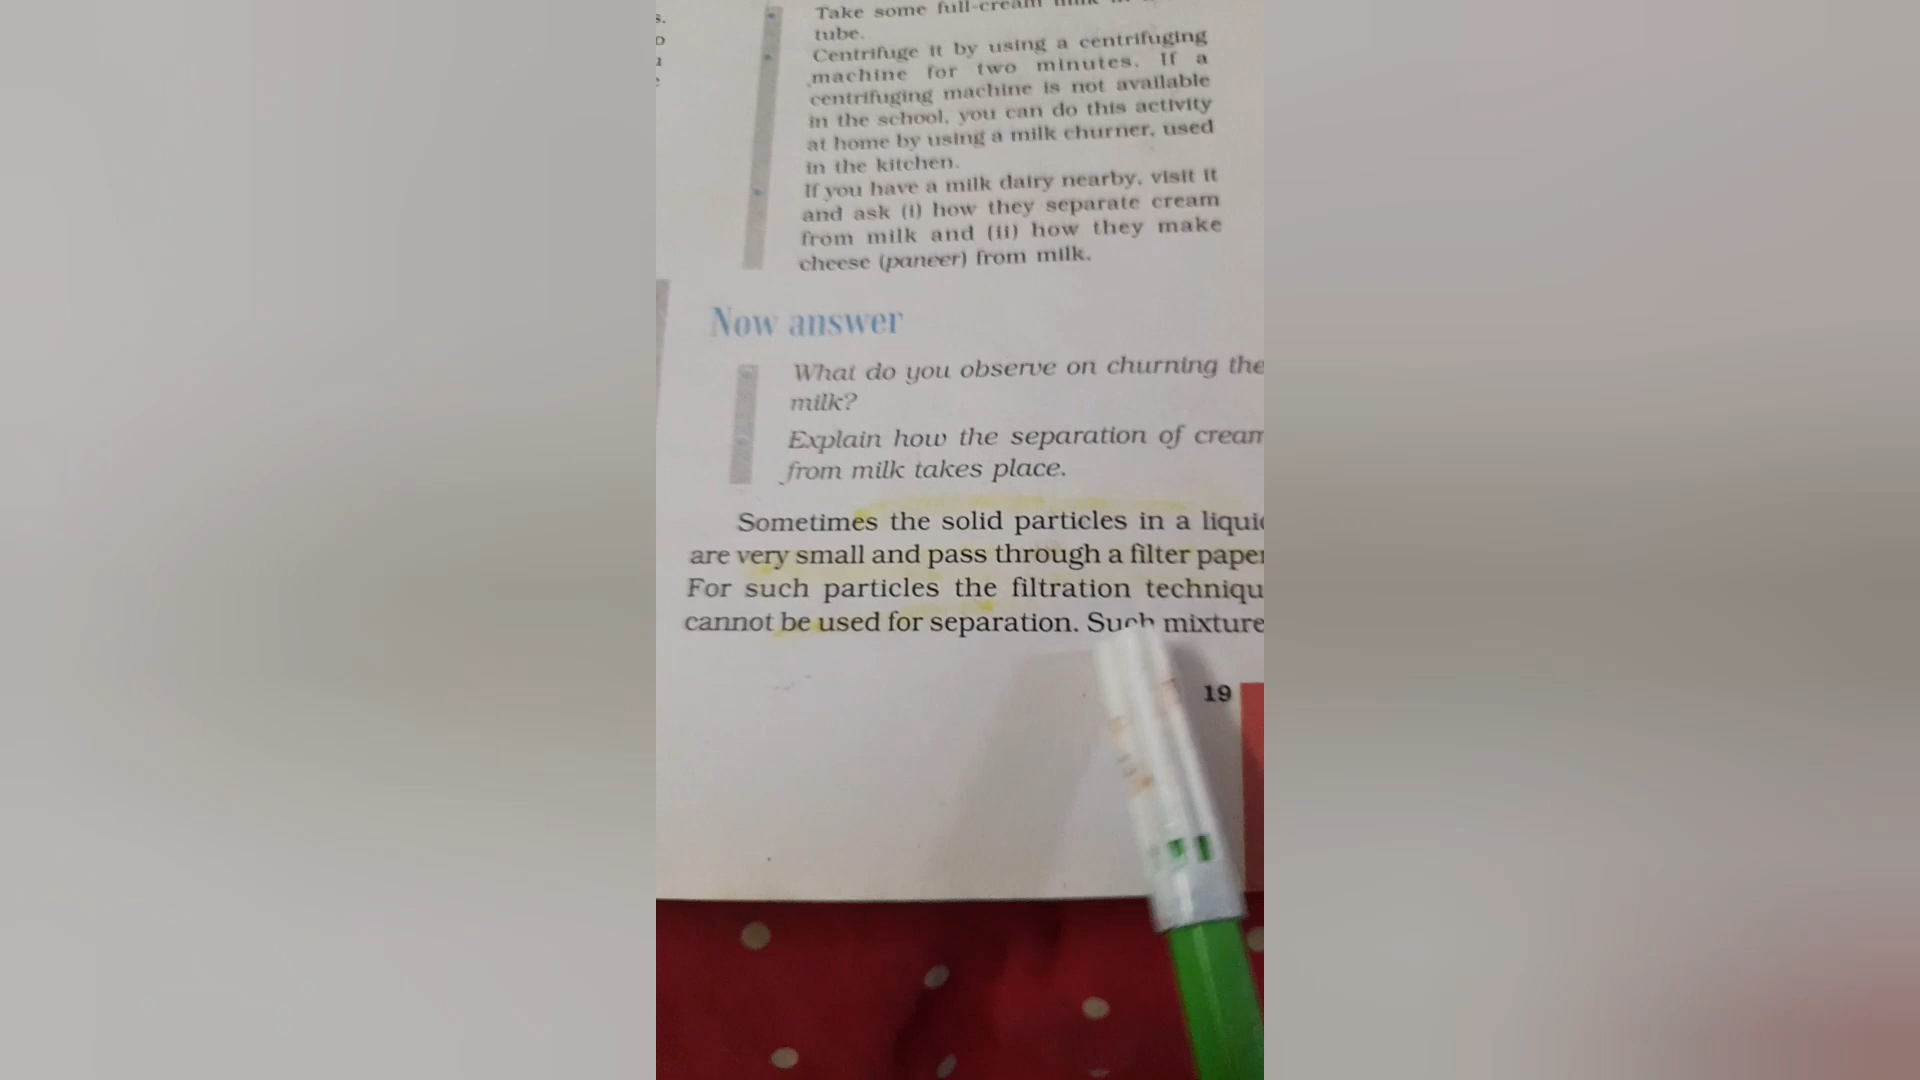 s.
Take some full-cream milk in a
tube.
Centrifuge it by using a centrifuging
machine for two minutes. If a
centrifuging machine is not available
in the school, you can do this activity
at home by using a milk churner, used
in the kitchen.
If you have a milk dairy nearby, visit it
and ask (i) how they separate cream
from milk and (ii) how they make
cheese (paneer) from milk.
Now answer
What do you observe on churning the
milk?
Explain how the separation of cream
from milk takes place.
Sometimes the solid particles in a liqui
are very small and pass through a filter paper
For such particles the filtration techniqu
cannot be used for separation. Such mixture
19